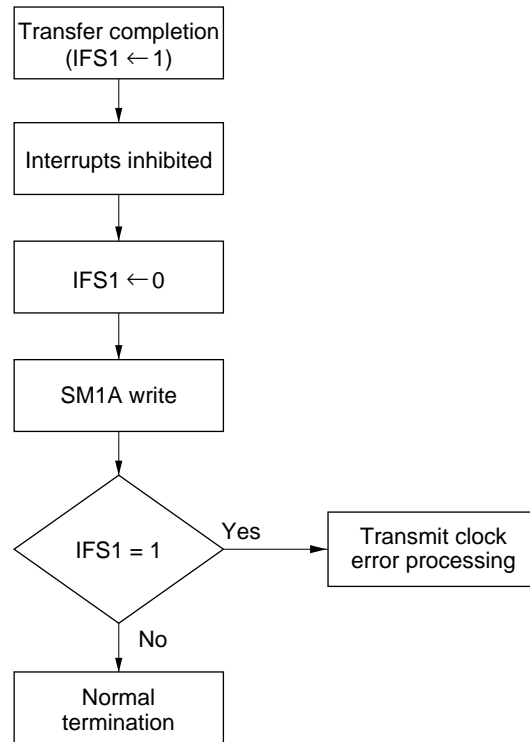 Transfer completion
(IFS1 ← 1)
Interrupts inhibited
IFS1 ← 0
SM1A write
IFS1 = 1
Yes
Transmit clock
error processing
No
Normal
termination